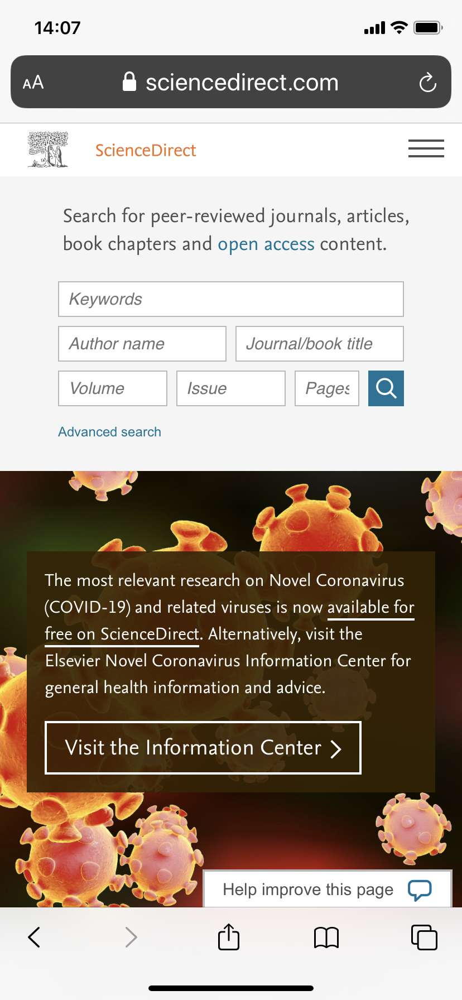 14:07
AA sciencedirect.com
ScienceDirect
Search for peer-reviewed journals, articles,
book chapters and open access content.
Keywords
Author name Journal/book title
Volume Issue Pages
Advanced search
The most relevant research on Novel Coronavirus
(COVID-19) and related viruses is now available for
free on ScienceDirect. Alternatively, visit the
Elsevier Novel Coronavirus Information Center for
general health information and advice.
Visit the Information Center
Help improve this page